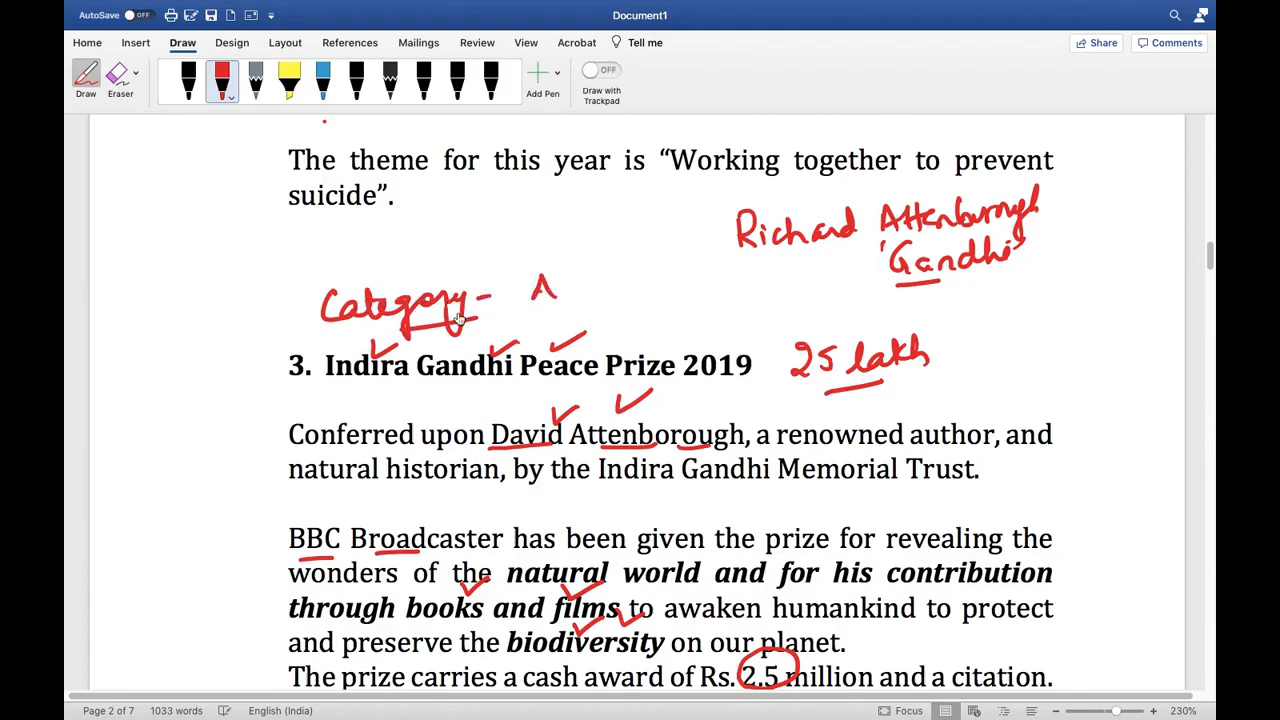 AutoSave OFF Document1
Home Insert Draw Design Layout References Mailings Review View Acrobat Tell me Share Comments
OFF
Draw Eraser Add Pen Draw with
Trackpad
The theme for this year is “Working together to prevent
suicide”.
Richard Attenborough
'Gandhi'
Category - A
3. Indira Gandhi Peace Prize 2019
25 lakh
Conferred upon David Attenborough, a renowned author, and
natural historian, by the Indira Gandhi Memorial Trust.
BBC Broadcaster has been given the prize for revealing the
wonders of the natural world and for his contribution
through books and films to awaken humankind to protect
and preserve the biodiversity on our planet.
The prize carries a cash award of Rs. 2.5 million and a citation.
Page 2 of 7 1033 words English (India) Focus 230%